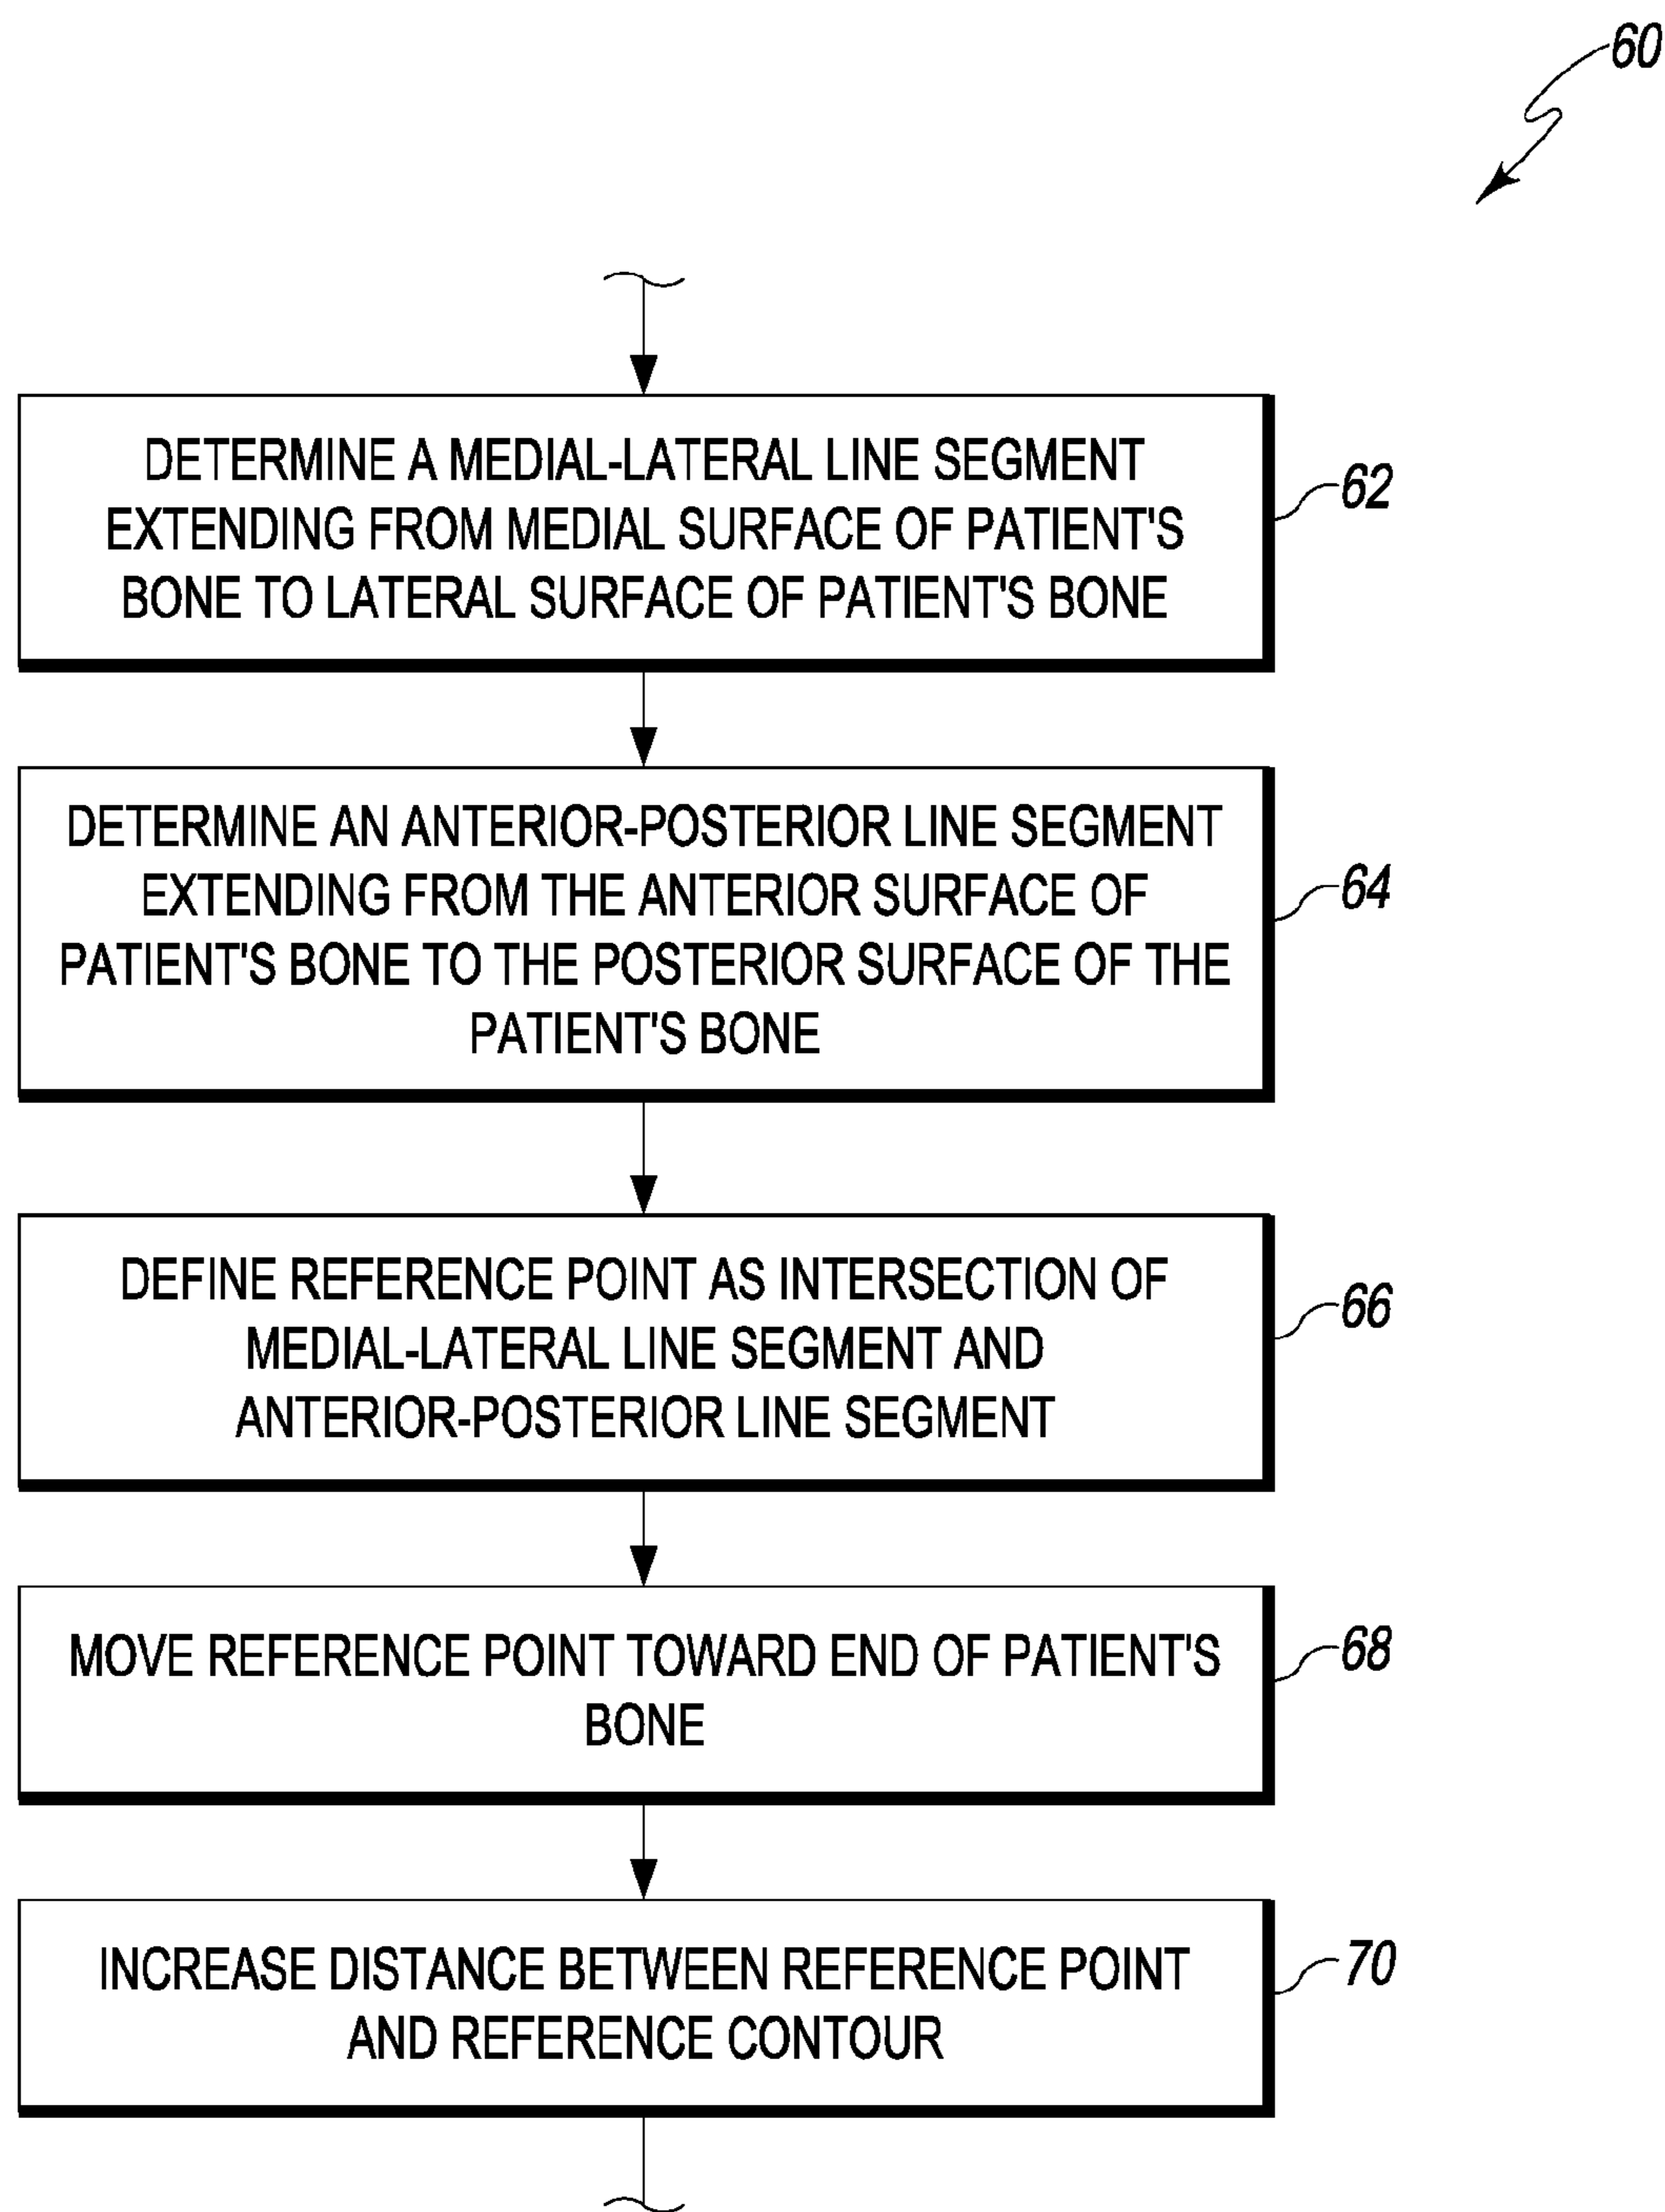 60
DETERMINE A MEDIAL-LATERAL LINE SEGMENT
EXTENDING FROM MEDIAL SURFACE OF PATIENT'S
BONE TO LATERAL SURFACE OF PATIENT'S BONE
62
DETERMINE AN ANTERIOR-POSTERIOR LINE SEGMENT
EXTENDING FROM THE ANTERIOR SURFACE OF
PATIENT'S BONE TO THE POSTERIOR SURFACE OF THE
PATIENT'S BONE
64
DEFINE REFERENCE POINT AS INTERSECTION OF
MEDIAL-LATERAL LINE SEGMENT AND
ANTERIOR-POSTERIOR LINE SEGMENT
66
MOVE REFERENCE POINT TOWARD END OF PATIENT'S
BONE
68
INCREASE DISTANCE BETWEEN REFERENCE POINT
AND REFERENCE CONTOUR
70